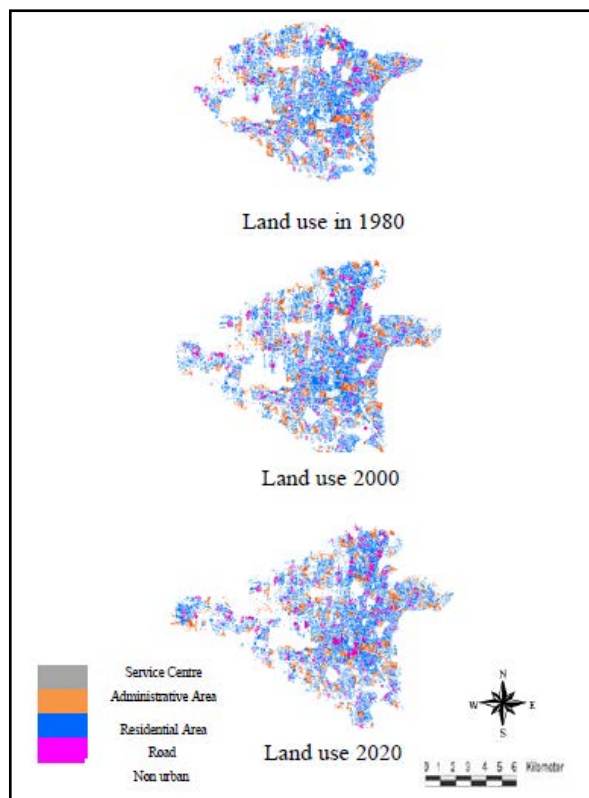 Land use in 1980
Land use 2000
Land use 2020
Service Centre
Administrative Area
Residential Area
Road
Non urban
N
W E
S
0 1 2 3 4 5 6 Kilometer